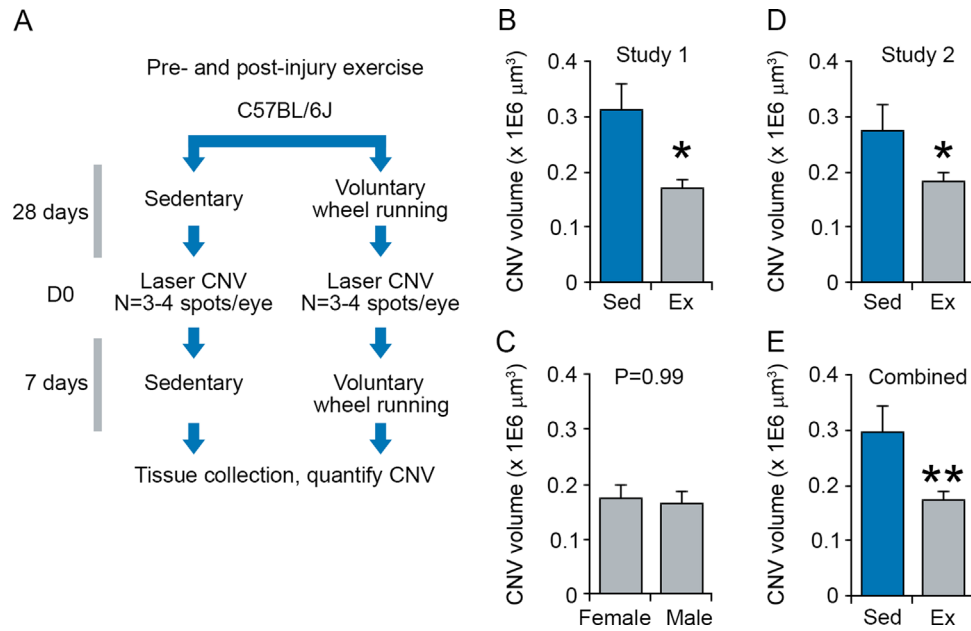 A
Pre- and post-injury exercise
C57BL/6J
28 days
Sedentary
Voluntary
wheel running
D0
Laser CNV
N=3-4 spots/eye
Laser CNV
N=3-4 spots/eye
7 days
Sedentary
Voluntary
wheel running
Tissue collection, quantify CNV
B
Study 1
CNV volume (x 1E6 μm³)
0.4
0.3
0.2
0.1
0
*
Sed Ex
C
P=0.99
CNV volume (x 1E6 μm³)
0.4
0.3
0.2
0.1
0
Female Male
D
Study 2
CNV volume (x 1E6 μm³)
0.4
0.3
0.2
0.1
0
*
Sed Ex
E
Combined
CNV volume (x 1E6 μm³)
0.4
0.3
0.2
0.1
0
**
Sed Ex